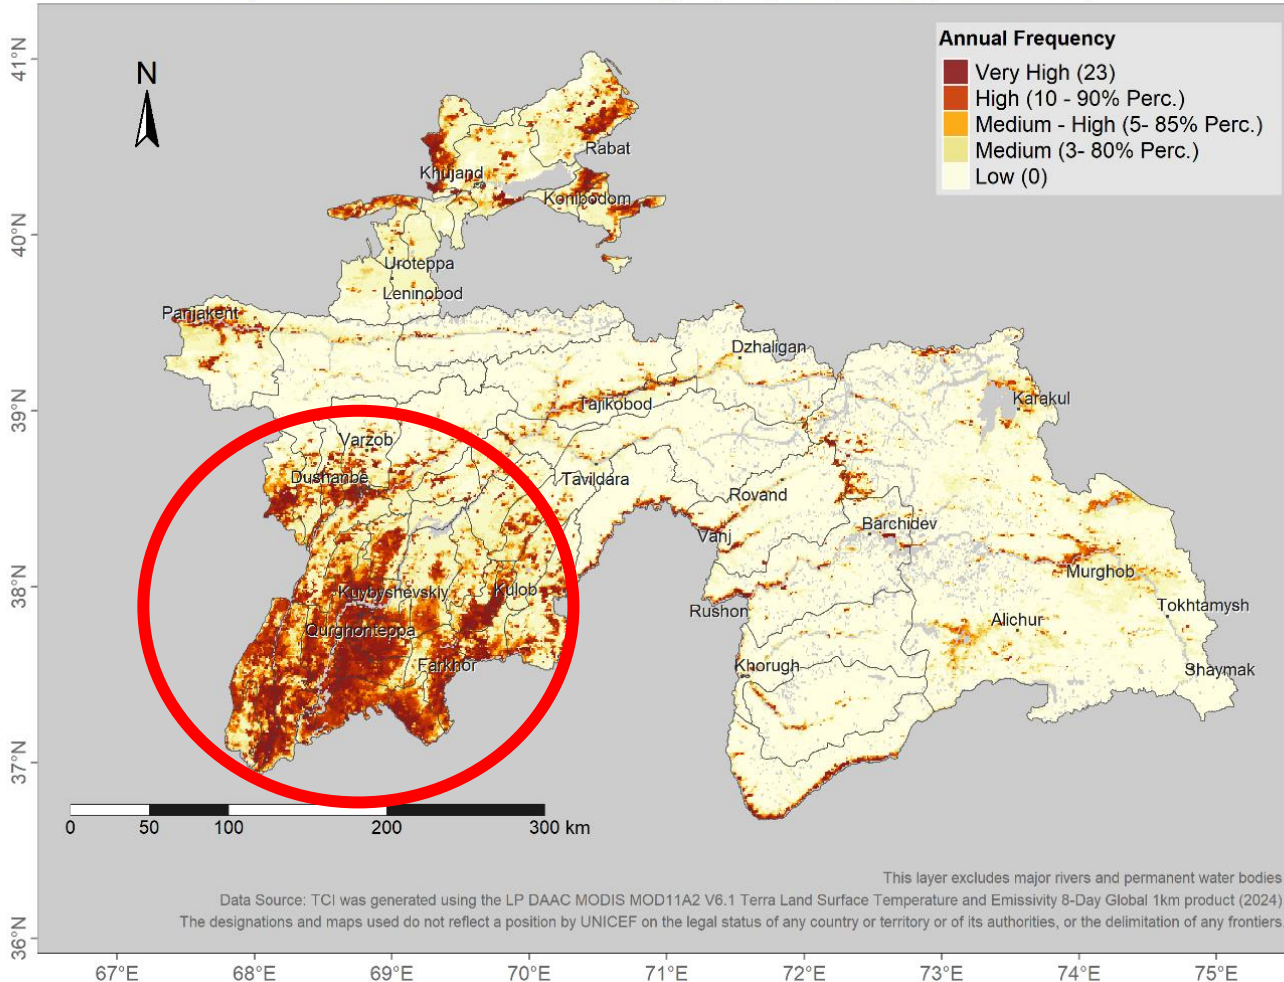 Annual Frequency
Very High (23)
High (10 - 90% Perc.)
Medium - High (5- 85% Perc.)
Medium (3- 80% Perc.)
Low (0)
N
41°N
40°N
39°N
38°N
37°N
36°N
Rabat
Khujand
Konibodom
Uroteppa
Leninobod
Panjakent
Dzhaligan
Tajikobod
Karakul
Varzob
Dushanbe
Tavildara
Rovand
Vanj
Barchidev
Murghob
Kuybyshevskiy
Kulob
Rushon
Tokhtamysh
Alichur
Qurghonteppa
Farkhor
Khorugh
Shaymak
0 50 100 200 300 km
This layer excludes major rivers and permanent water bodies
Data Source: TCI was generated using the LP DAAC MODIS MOD11A2 V6.1 Terra Land Surface Temperature and Emissivity 8-Day Global 1km product (2024)
The designations and maps used do not reflect a position by UNICEF on the legal status of any country or territory or of its authorities, or the delimitation of any frontiers.
67°E 68°E 69°E 70°E 71°E 72°E 73°E 74°E 75°E